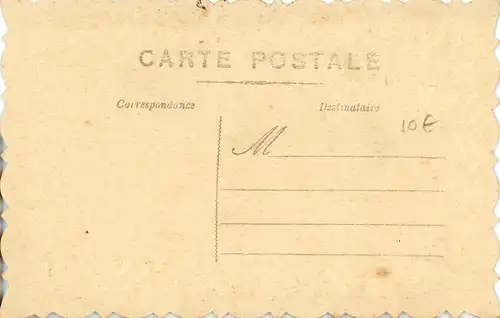 CARTE POSTALE
Correspondance Destinataire
10€
M